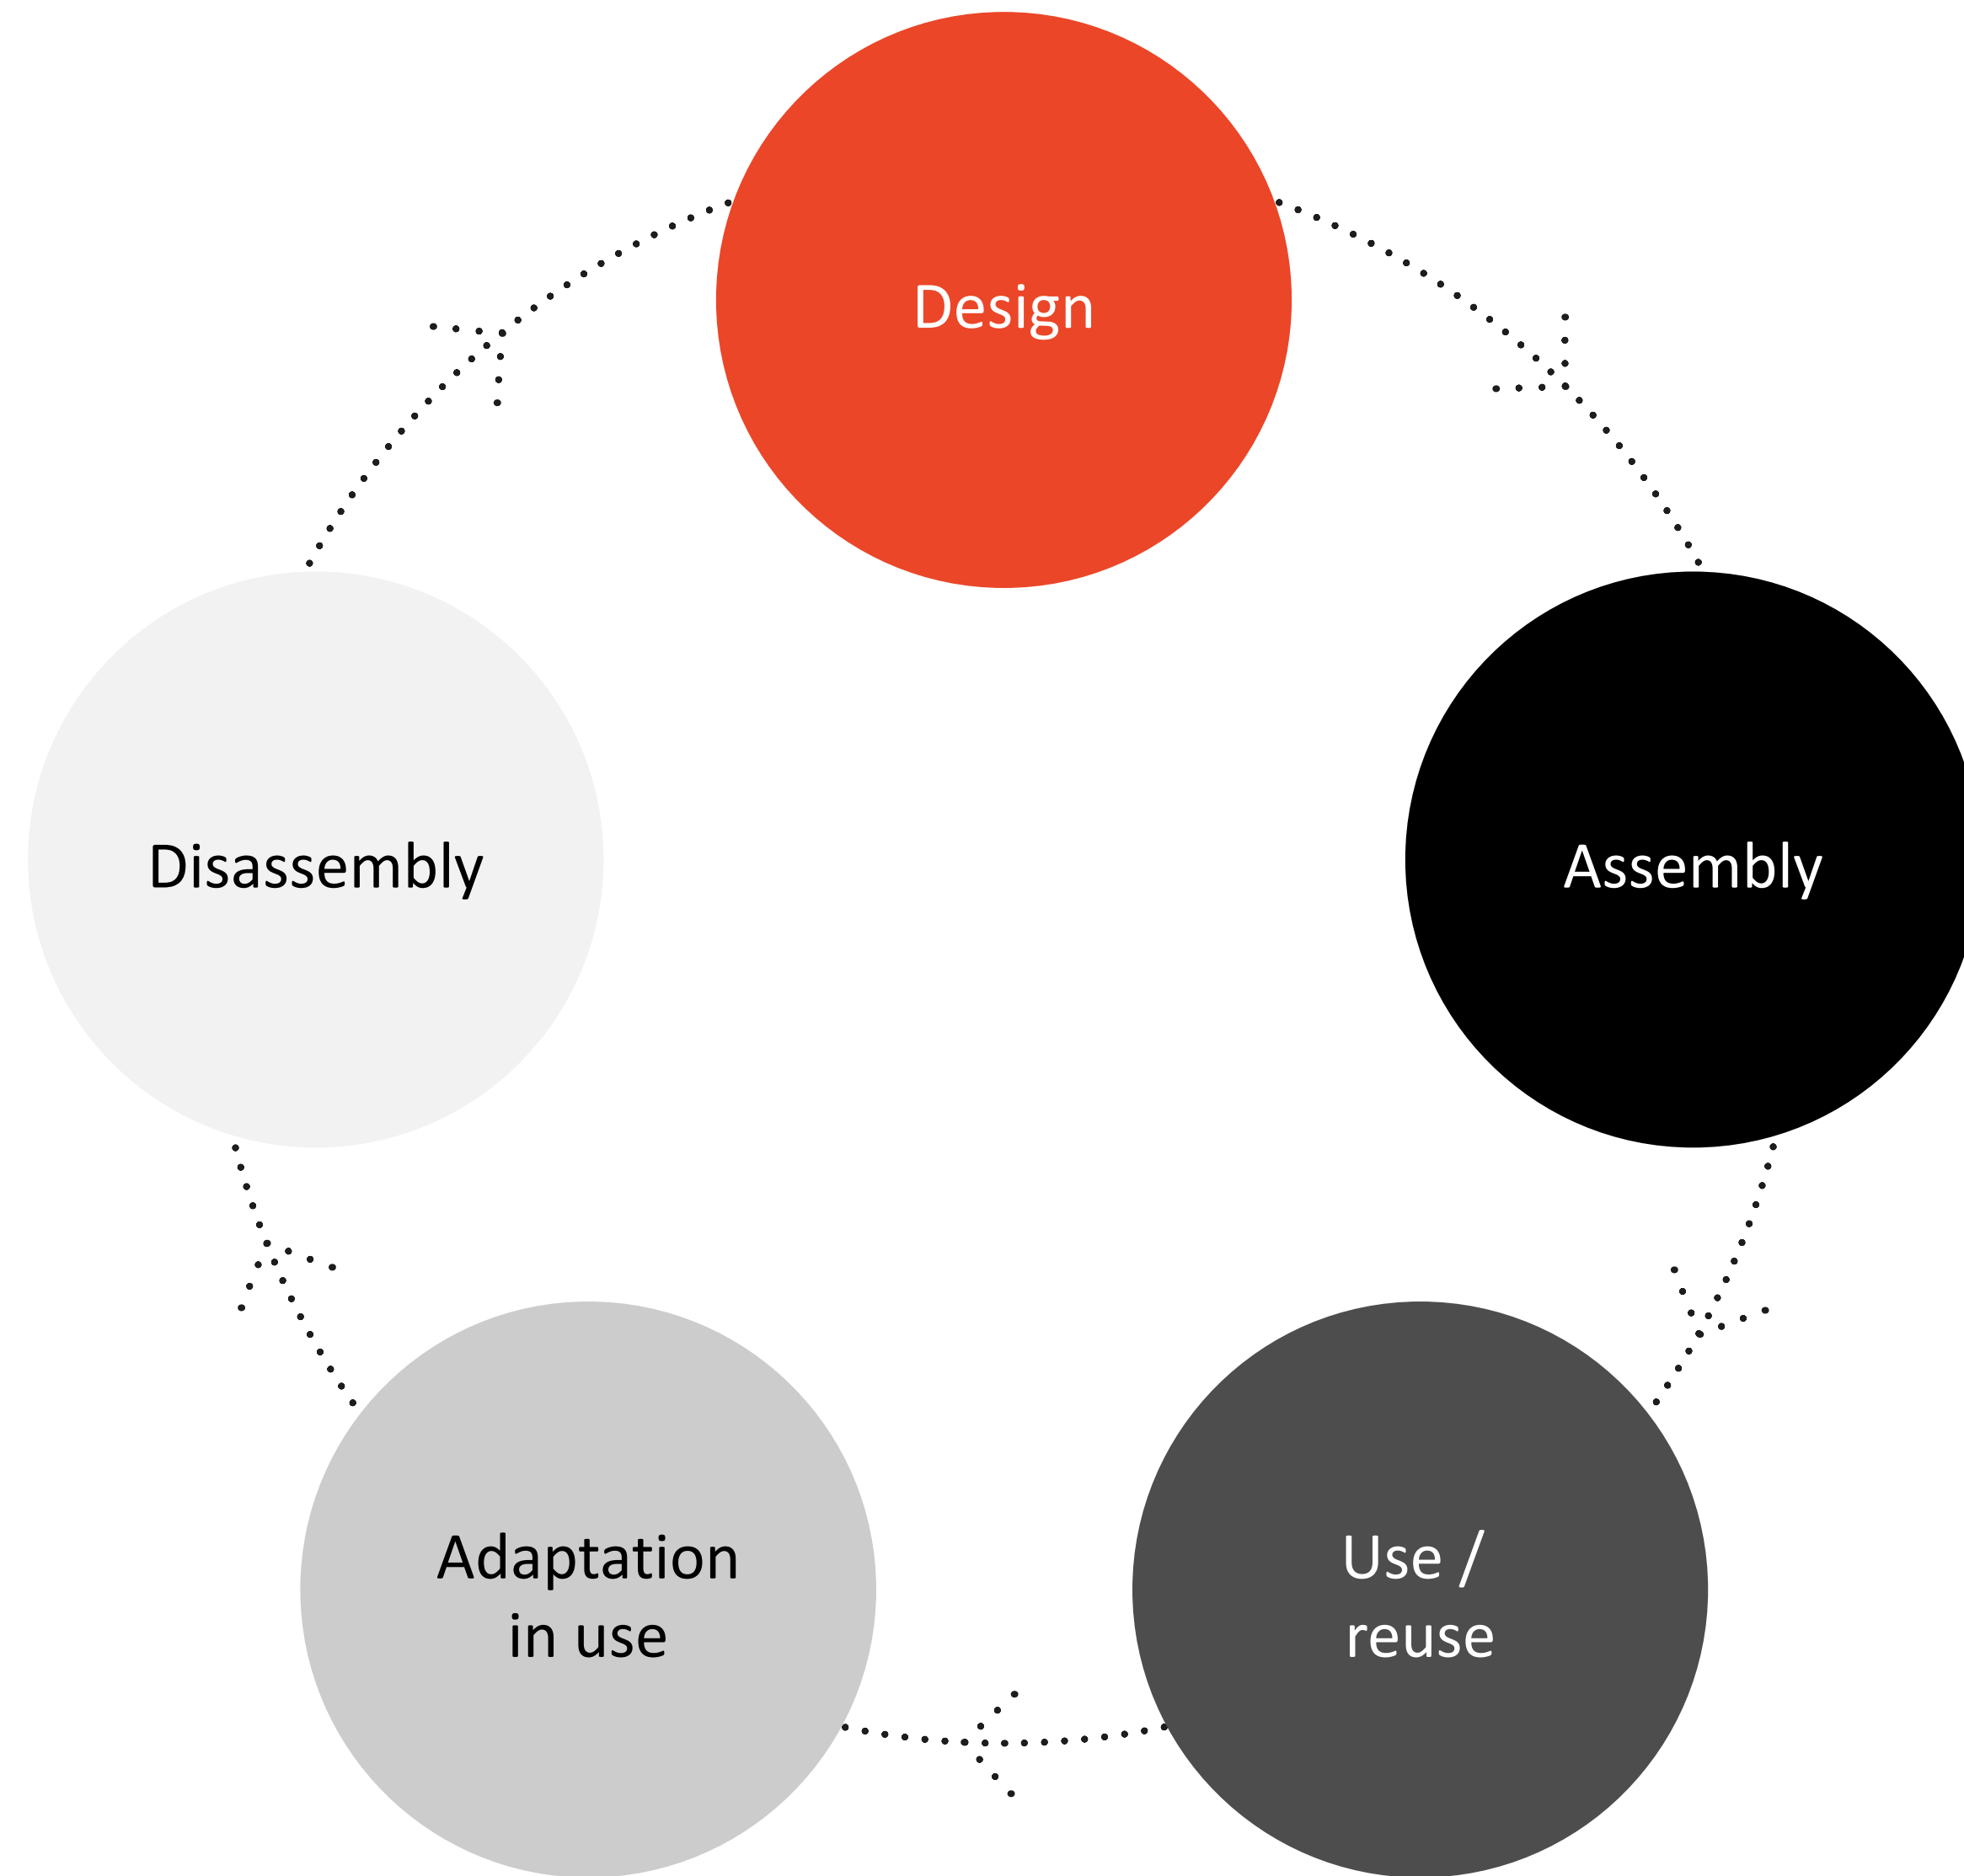 Design
Assembly
Use /
reuse
Adaptation
in use
Disassembly